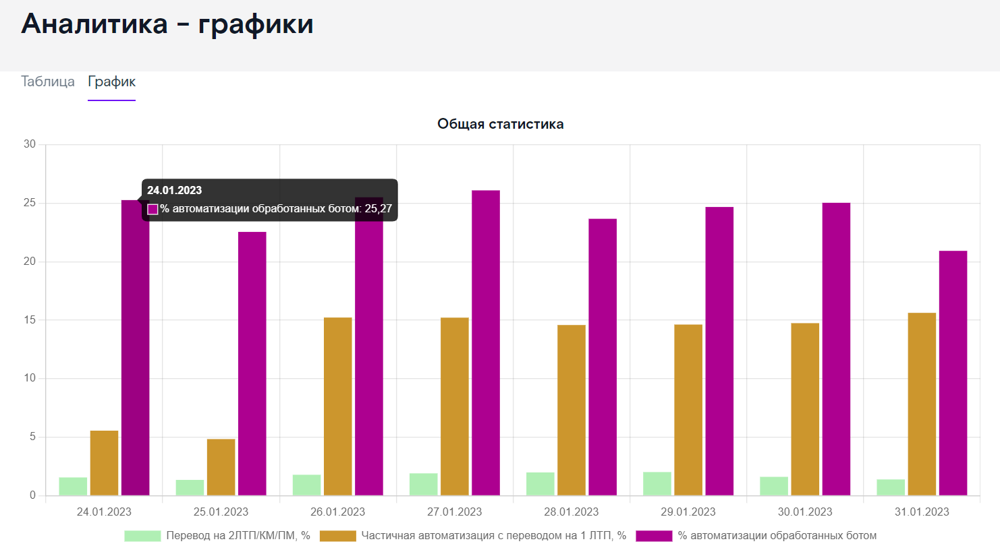 Аналитика - графики
Таблица График
Общая статистика
30
25
20
15
10
5
0
24.01.2023
% автоматизации обработанных ботом: 25,27
24.01.2023 25.01.2023 26.01.2023 27.01.2023 28.01.2023 29.01.2023 30.01.2023 31.01.2023
Перевод на 2ЛТП/КМ/ПМ, % Частичная автоматизация с переводом на 1 ЛТП, % % автоматизации обработанных ботом